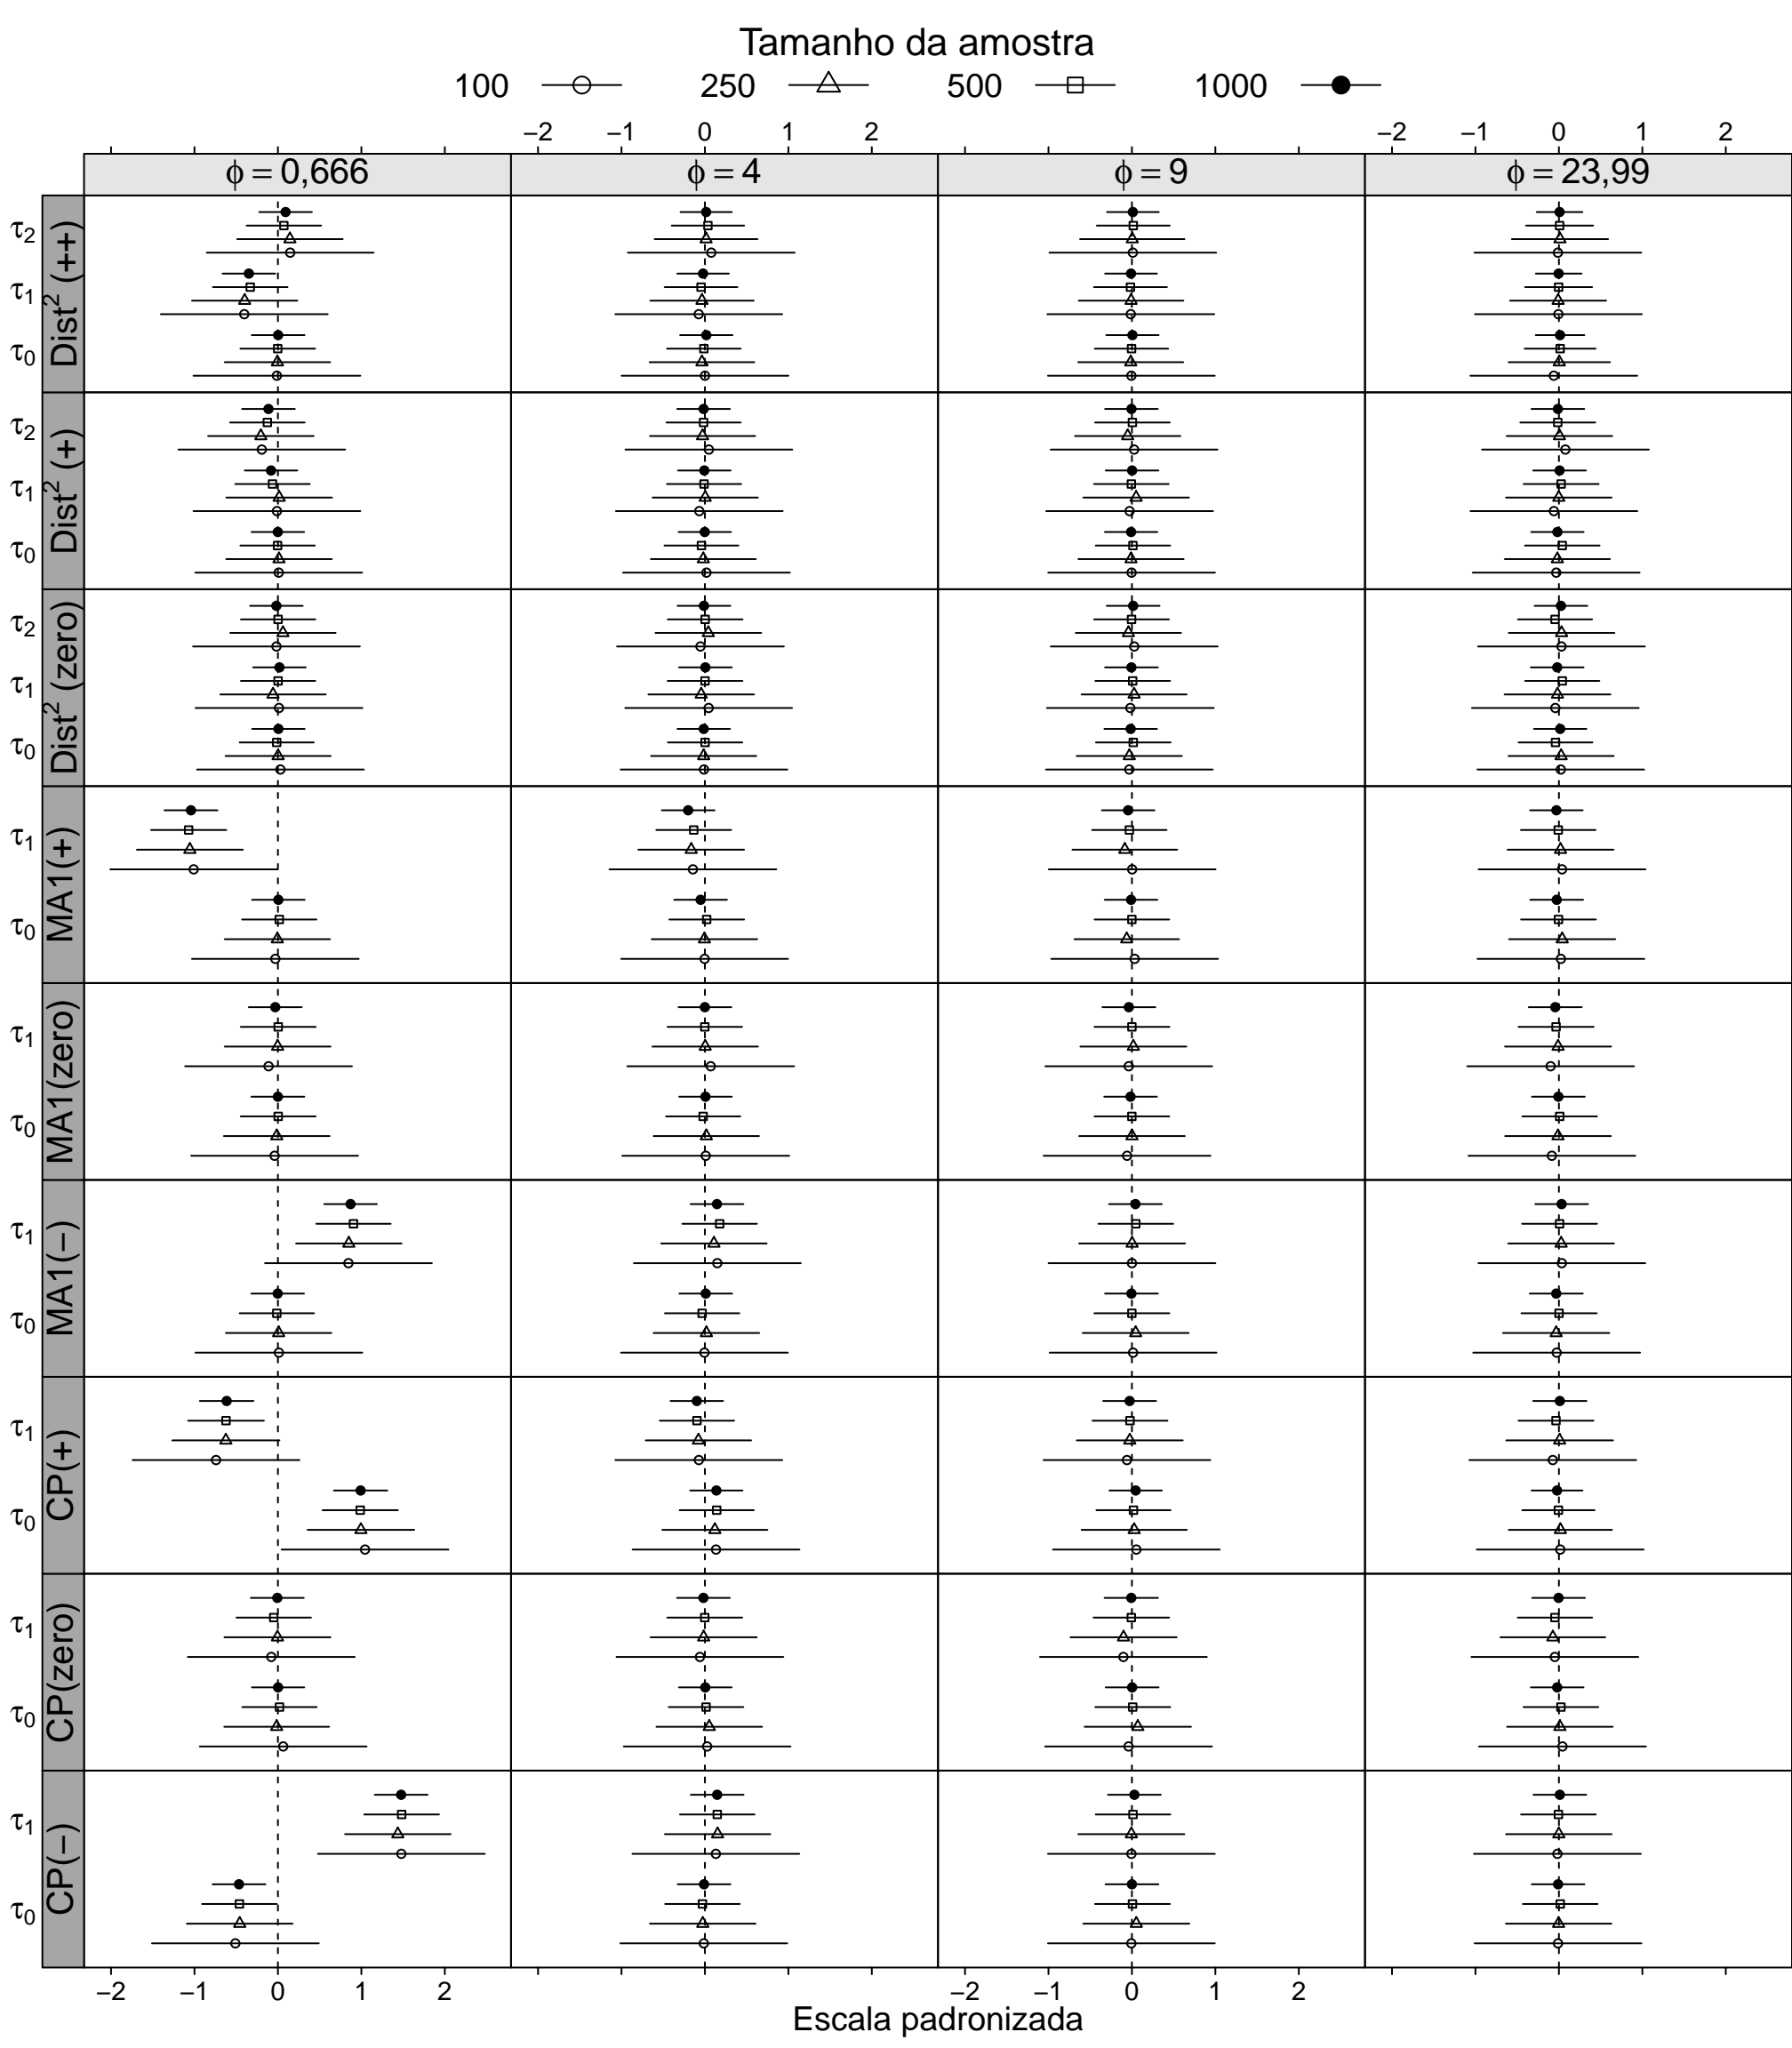 Tamanho da amostra
100 250 500 1000
−2 −1 0 1 2 −2 −1 0 1 2
ϕ = 0,666 ϕ = 4 ϕ = 9 ϕ = 23,99
Dist² (++)
τ₂
τ₁
τ₀
Dist² (+)
τ₂
τ₁
τ₀
Dist² (zero)
τ₂
τ₁
τ₀
MA1(+)
τ₁
τ₀
MA1(zero)
τ₁
τ₀
MA1(−)
τ₁
τ₀
CP(+)
τ₁
τ₀
CP(zero)
τ₁
τ₀
CP(−)
τ₁
τ₀
−2 −1 0 1 2 −2 −1 0 1 2
Escala padronizada